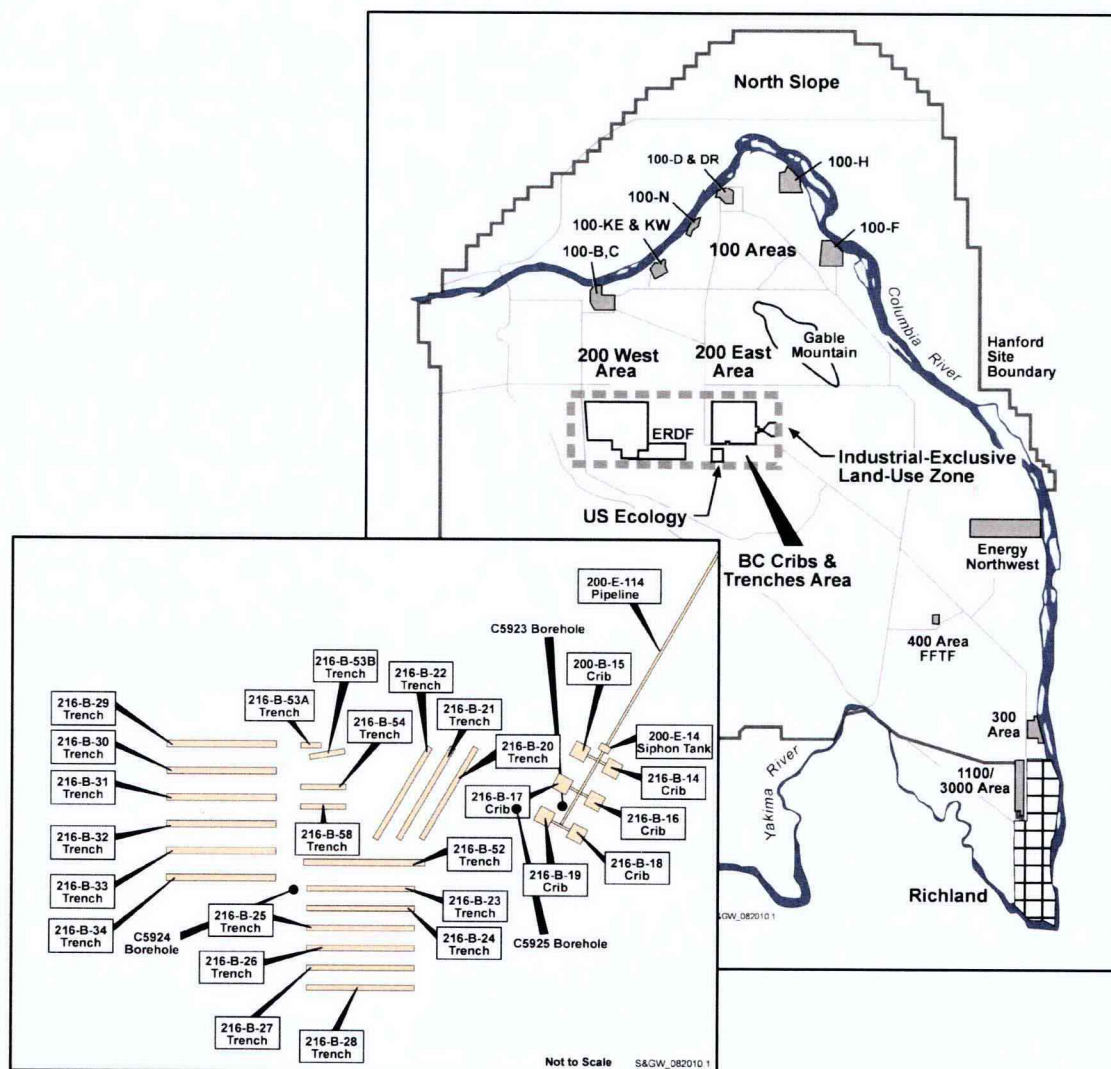 North Slope
100-D & DR
100-H
100-N
100-KE & KW
100-F
100-B,C
100 Areas
Columbia River
Hanford
Site
Boundary
Gable
Mountain
200 West
Area
200 East
Area
ERDF
Industrial-Exclusive
Land-Use Zone
US Ecology
BC Cribs &
Trenches Area
Energy
Northwest
400 Area
FFTF
300
Area
1100/
3000 Area
Yakima River
Richland
&GW_082010 1
200-E-114
Pipeline
C5923 Borehole
216-B-53B
Trench
216-B-22
Trench
200-B-15
Crib
216-B-53A
Trench
216-B-21
Trench
216-B-29
Trench
216-B-54
Trench
216-B-20
Trench
200-E-14
Siphon Tank
216-B-30
Trench
216-B-14
Crib
216-B-31
Trench
216-B-17
Crib
216-B-16
Crib
216-B-32
Trench
216-B-58
Trench
216-B-52
Trench
216-B-18
Crib
216-B-33
Trench
216-B-19
Crib
216-B-23
Trench
216-B-34
Trench
216-B-25
Trench
216-B-24
Trench
C5924
Borehole
C5925 Borehole
216-B-26
Trench
216-B-27
Trench
216-B-28
Trench
Not to Scale
S&GW_082010 1